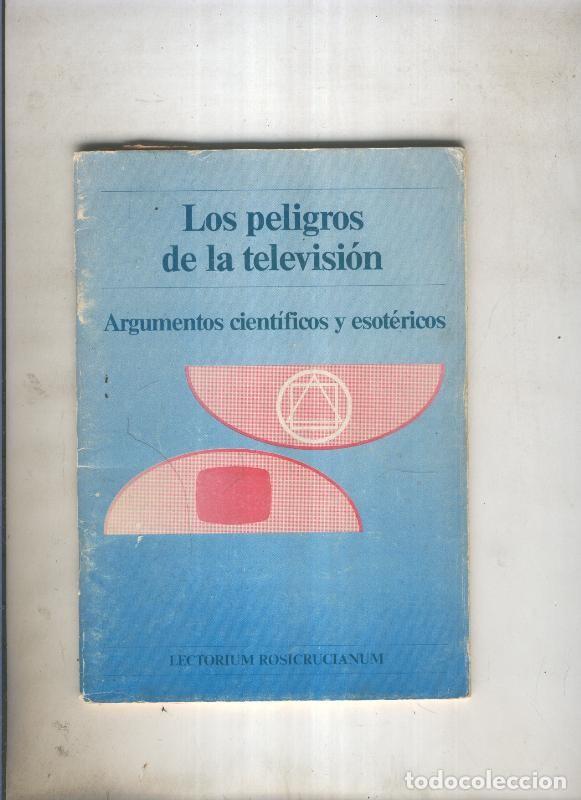 Los peligros
de la televisión
Argumentos científicos y esotéricos
LECTORIUM ROSICRUCIANUM
todocoleccion